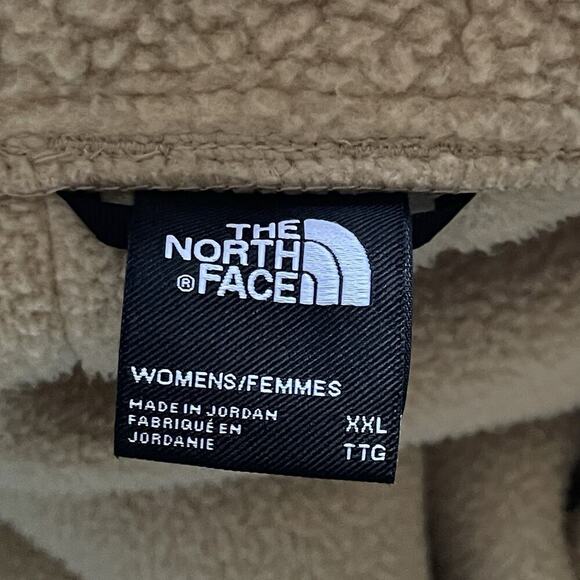 THE
NORTH
® FACE
WOMENS/FEMMES
MADE IN JORDAN
FABRIQUÉ EN
JORDANIE
XXL
TTG